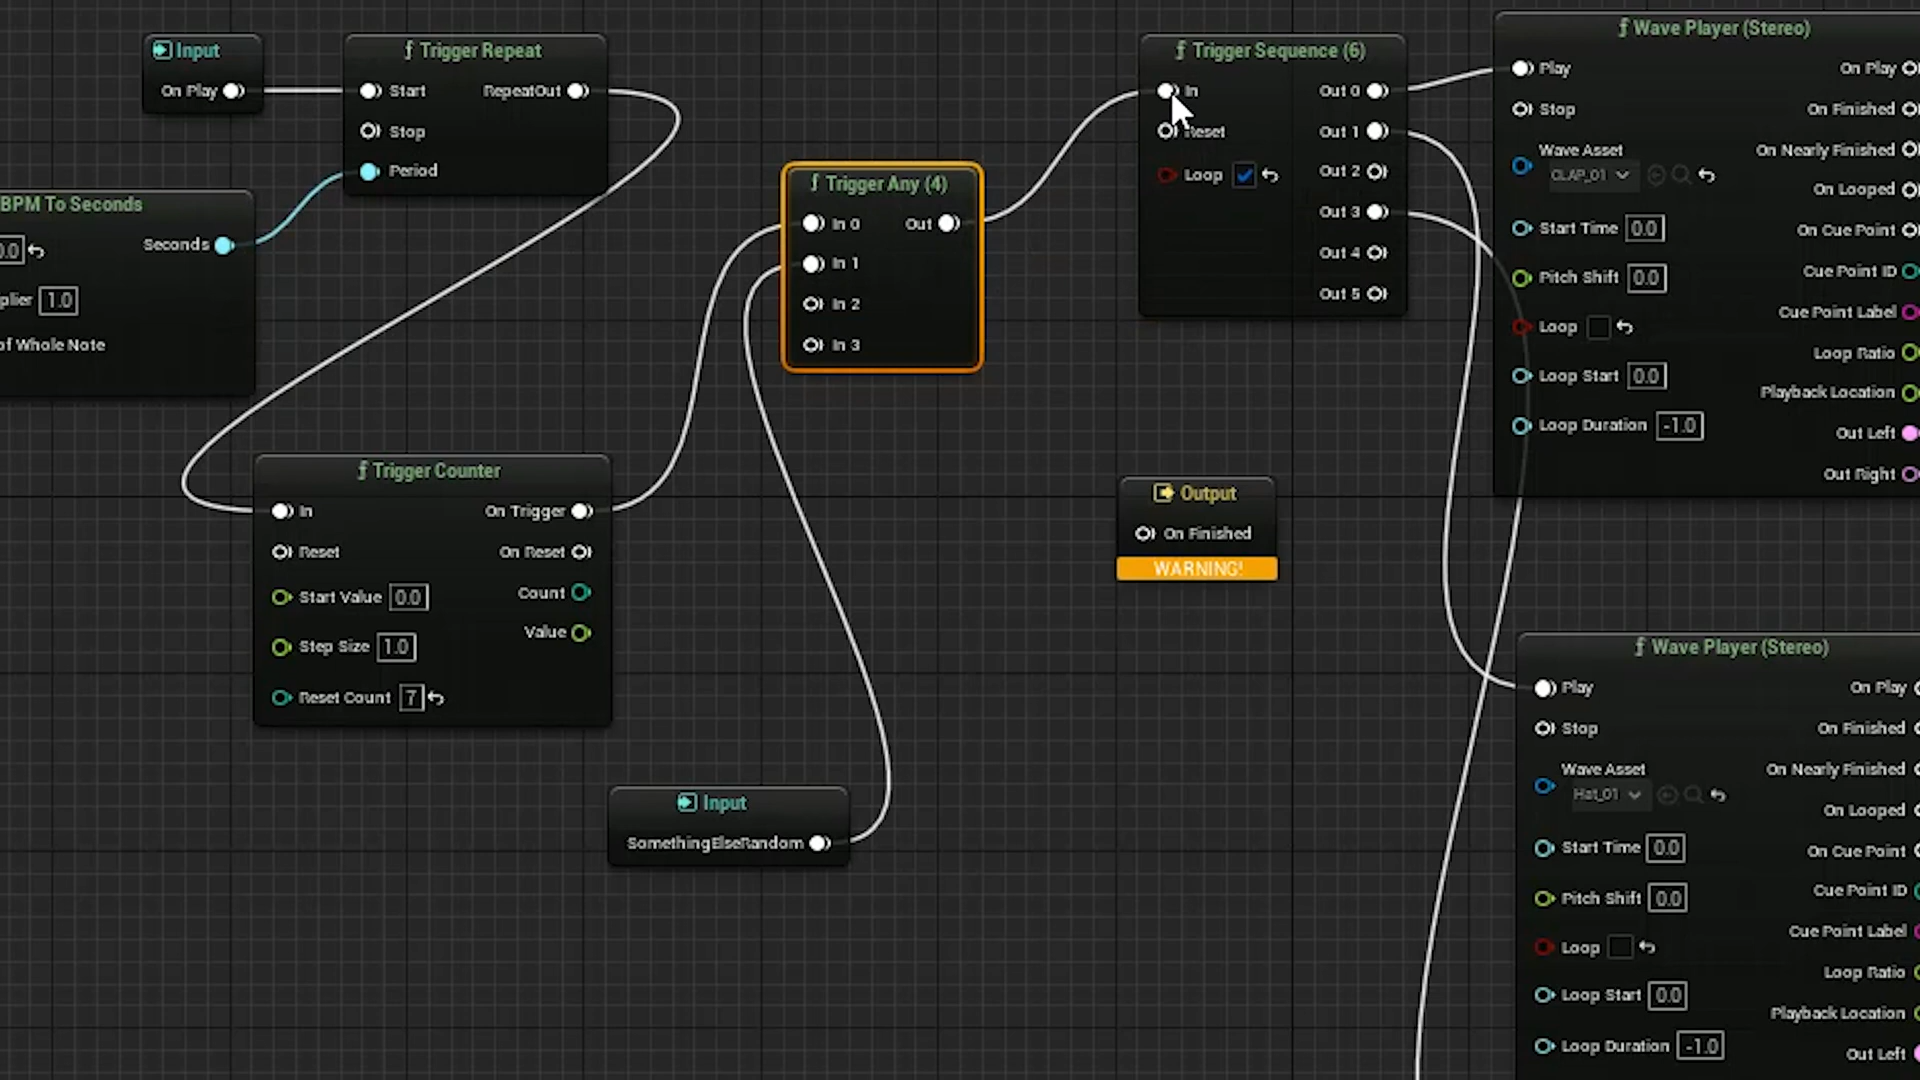 Input
On Play
Trigger Repeat
Start
RepeatOut
Stop
Period
BPM To Seconds
0.0
Seconds
plier 1.0
of Whole Note
Trigger Any (4)
In 0
Out
In 1
In 2
In 3
Trigger Sequence (6)
In
Out 0
Reset
Out 1
Loop
Out 2
Out 3
Out 4
Out 5
Wave Player (Stereo)
Play
On Play
Stop
On Finished
Wave Asset
On Nearly Finished
CLAP_01
On Looped
Start Time 0.0
On Cue Point
Cue Point ID
Pitch Shift 0.0
Cue Point Label
Loop
Loop Ratio
Loop Start 0.0
Playback Location
Loop Duration -1.0
Out Left
Out Right
Trigger Counter
In
On Trigger
Reset
On Reset
Start Value 0.0
Count
Value
Step Size 1.0
Reset Count 7
Output
On Finished
WARNING!
Input
SomethingElseRandom
Wave Player (Stereo)
Play
On Play
Stop
On Finished
Wave Asset
On Nearly Finished
Hat_01
On Looped
Start Time 0.0
On Cue Point
Cue Point ID
Pitch Shift 0.0
Cue Point Label
Loop
Loop Ratio
Loop Start 0.0
Playback Location
Loop Duration -1.0
Out Left